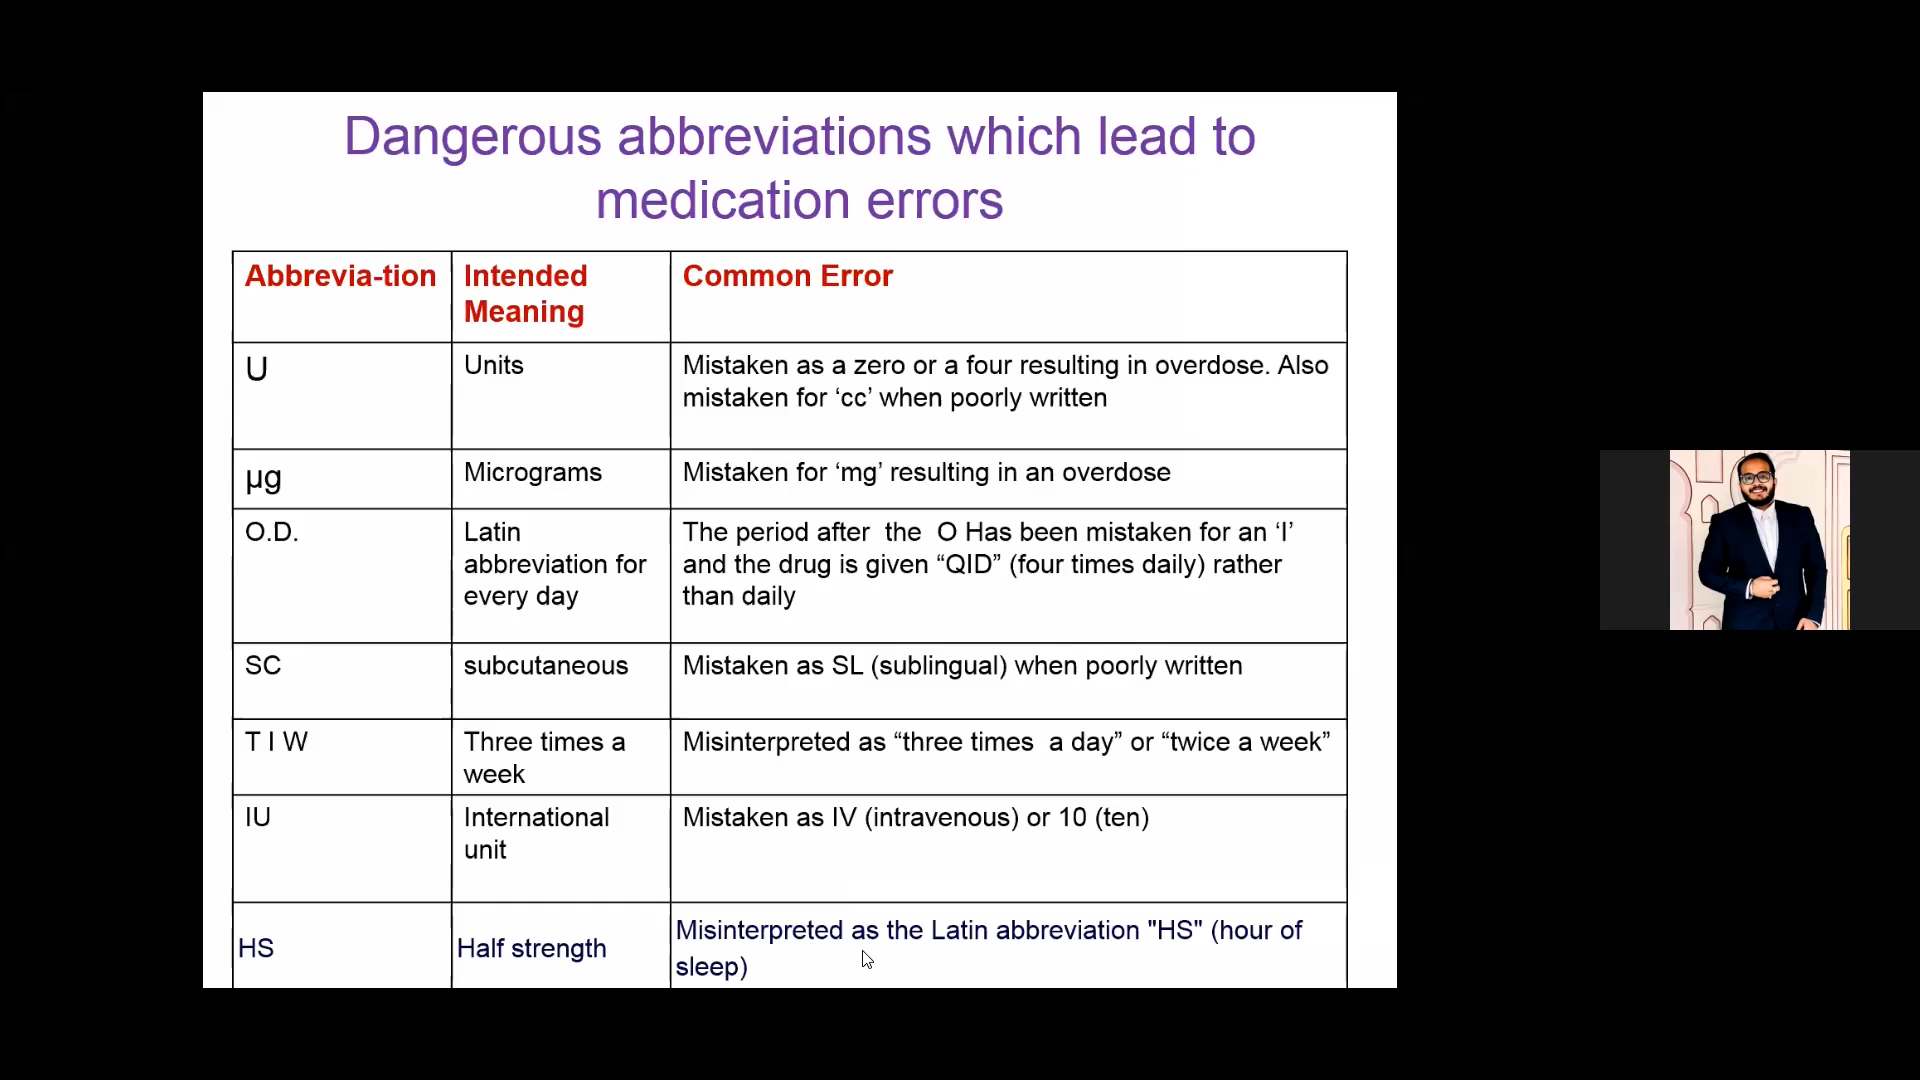 Dangerous abbreviations which lead to
medication errors
Abbrevia-tion
Intended
Meaning
Common Error
U
Units
Mistaken as a zero or a four resulting in overdose. Also
mistaken for ‘cc’ when poorly written
µg
Micrograms
Mistaken for ‘mg’ resulting in an overdose
O.D.
Latin
abbreviation for
every day
The period after the O Has been mistaken for an ‘I’
and the drug is given “QID” (four times daily) rather
than daily
SC
subcutaneous
Mistaken as SL (sublingual) when poorly written
T I W
Three times a
week
Misinterpreted as “three times a day” or “twice a week”
IU
International
unit
Mistaken as IV (intravenous) or 10 (ten)
HS
Half strength
Misinterpreted as the Latin abbreviation "HS" (hour of
sleep)